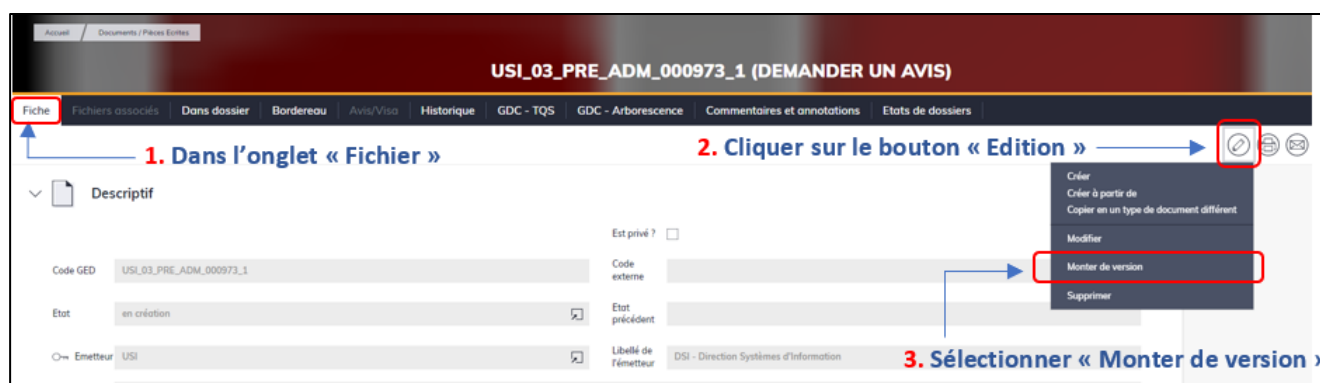 Accueil / Documents / Pièces Ecrites
USI_03_PRE_ADM_000973_1 (DEMANDER UN AVIS)
Fiche Fichiers associés Dans dossier Bordereau Avis/Visa Historique GDC - TQS GDC - Arborescence Commentaires et annotations Etats de dossiers
1. Dans l'onglet « Fichier »
2. Cliquer sur le bouton « Edition »
Créer
Créer à partir de
Copier en un type de document différent
Modifier
Monter de version
Supprimer
Descriptif
Est privé ?
Code GED USI_03_PRE_ADM_000973_1
Code externe
Etat en création
Etat précédent
Emetteur USI
Libellé de l'émetteur DSI - Direction Systèmes d'Information
3. Sélectionner « Monter de version »